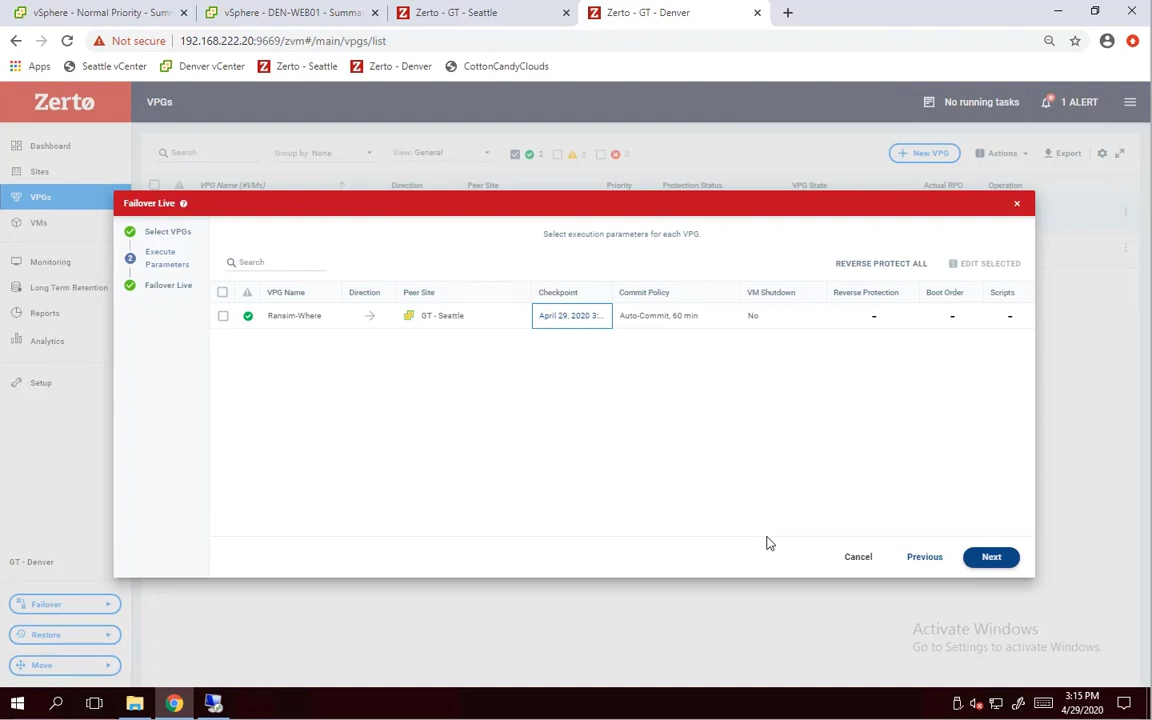 vSphere - Normal Priority - Sum
vSphere - DEN-WEB01 - Summa
Zerto - GT - Seattle
Zerto - GT - Denver
Not secure
192.168.222.20:9669/zvm#/main/vpgs/list
Apps
Seattle vCenter
Denver vCenter
Zerto - Seattle
Zerto - Denver
CottonCandyClouds
Zerto
VPGs
No running tasks
1 ALERT
Dashboard
Sites
VPGs
VMs
Monitoring
Long Term Retention
Reports
Analytics
Setup
Search
Group by: None
View: General
2
0
0
New VPG
Actions
Export
VPG Name (#VMs)
Direction
Peer Site
Priority
Protection Status
VPG State
Actual RPO
Operation
Failover Live
Select VPGs
2
Execute
Parameters
Failover Live
Select execution parameters for each VPG.
Search
REVERSE PROTECT ALL
EDIT SELECTED
VPG Name
Direction
Peer Site
Checkpoint
Commit Policy
VM Shutdown
Reverse Protection
Boot Order
Scripts
Ransim-Where
GT - Seattle
April 29, 2020 3:...
Auto-Commit, 60 min
No
-
-
-
Cancel
Previous
Next
GT - Denver
Failover
Restore
Move
Activate Windows
Go to Settings to activate Windows.
3:15 PM
4/29/2020